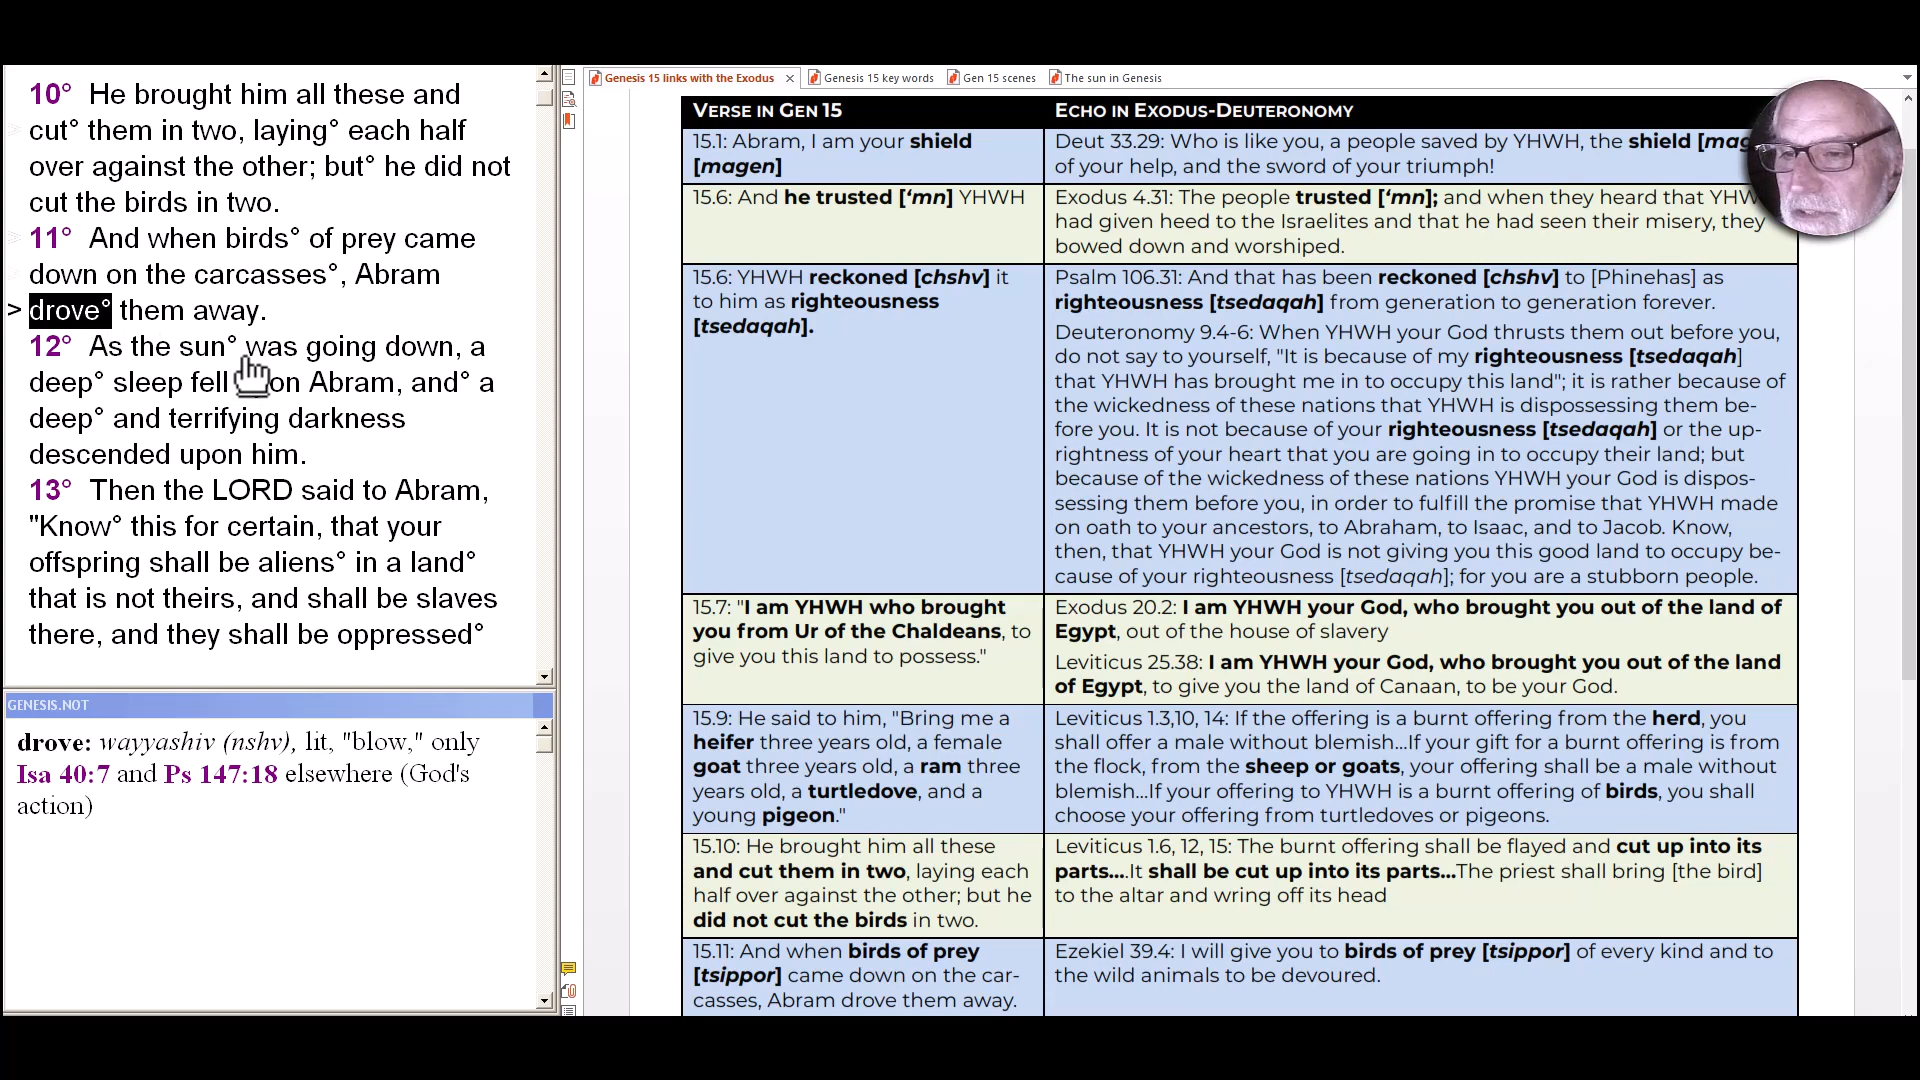 10° He brought him all these and
cut° them in two, laying° each half
over against the other; but° he did not
cut the birds in two.
11° And when birds° of prey came
down on the carcasses°, Abram
> drove° them away.
12° As the sun° was going down, a
deep° sleep fell on Abram, and° a
deep° and terrifying darkness
descended upon him.
13° Then the LORD said to Abram,
"Know° this for certain, that your
offspring shall be aliens° in a land°
that is not theirs, and shall be slaves
there, and they shall be oppressed°
GENESIS.NOT
drove: wayyashiv (nshv), lit, "blow," only
Isa 40:7 and Ps 147:18 elsewhere (God's
action)
Genesis 15 links with the Exodus × Genesis 15 key words Gen 15 scenes The sun in Genesis
VERSE IN GEN 15
ECHO IN EXODUS-DEUTERONOMY
15.1: Abram, I am your shield
[magen]
Deut 33.29: Who is like you, a people saved by YHWH, the shield
of your help, and the sword of your triumph!
15.6: And he trusted [‘mn] YHWH
Exodus 4.31: The people trusted [‘mn]; and when they heard that
had given heed to the Israelites and that he had seen their misery, they
bowed down and worshiped.
15.6: YHWH reckoned [chshv] it
to him as righteousness
[tsedaqah].
Psalm 106.31: And that has been reckoned [chshv] to [Phinehas] as
righteousness [tsedaqah] from generation to generation forever.
Deuteronomy 9.4-6: When YHWH your God thrusts them out before you,
do not say to yourself, "It is because of my righteousness [tsedaqah]
that YHWH has brought me in to occupy this land"; it is rather because of
the wickedness of these nations that YHWH is dispossessing them be-
fore you. It is not because of your righteousness [tsedaqah] or the up-
rightness of your heart that you are going in to occupy their land; but
because of the wickedness of these nations YHWH your God is dispos-
sessing them before you, in order to fulfill the promise that YHWH made
on oath to your ancestors, to Abraham, to Isaac, and to Jacob. Know,
then, that YHWH your God is not giving you this good land to occupy be-
cause of your righteousness [tsedaqah]; for you are a stubborn people.
15.7: "I am YHWH who brought
you from Ur of the Chaldeans, to
give you this land to possess."
Exodus 20.2: I am YHWH your God, who brought you out of the land of
Egypt, out of the house of slavery
Leviticus 25.38: I am YHWH your God, who brought you out of the land
of Egypt, to give you the land of Canaan, to be your God.
15.9: He said to him, "Bring me a
heifer three years old, a female
goat three years old, a ram three
years old, a turtledove, and a
young pigeon."
Leviticus 1.3,10, 14: If the offering is a burnt offering from the herd, you
shall offer a male without blemish...If your gift for a burnt offering is from
the flock, from the sheep or goats, your offering shall be a male without
blemish...If your offering to YHWH is a burnt offering of birds, you shall
choose your offering from turtledoves or pigeons.
15.10: He brought him all these
and cut them in two, laying each
half over against the other; but he
did not cut the birds in two.
Leviticus 1.6, 12, 15: The burnt offering shall be flayed and cut up into its
parts....It shall be cut up into its parts...The priest shall bring [the bird]
to the altar and wring off its head
15.11: And when birds of prey
[tsippor] came down on the car-
casses, Abram drove them away.
Ezekiel 39.4: I will give you to birds of prey [tsippor] of every kind and to
the wild animals to be devoured.